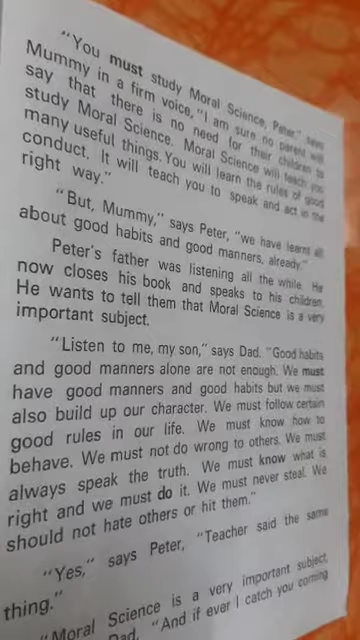 "You must study Moral Science, Peter," says
Mummy in a firm voice, "I am sure no parent will
say that there is no need for their children to
study Moral Science. Moral Science will teach you
many useful things. You will learn the rules of good
conduct. It will teach you to speak and act in the
right way."
"But, Mummy," says Peter, "we have learnt all
about good habits and good manners, already."
Peter's father was listening all the while. He
now closes his book and speaks to his children.
He wants to tell them that Moral Science is a very
important subject.
"Listen to me, my son," says Dad. "Good habits
and good manners alone are not enough. We must
have good manners and good habits but we must
also build up our character. We must follow certain
good rules in our life. We must know how to
behave. We must not do wrong to others. We must
always speak the truth. We must know what is
right and we must do it. We must never steal. We
should not hate others or hit them."
"Yes," says Peter, "Teacher said the same
thing."
"Moral Science is a very important subject,
Dad, "And if ever I catch you coming